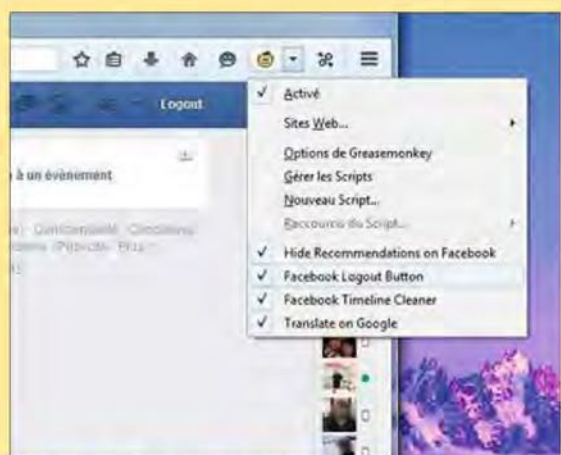 Logout
à un évènement
Activé
Sites Web...
Options de Greasemonkey
Gérer les Scripts
Nouveau Script...
Raccourcis du Script...
Hide Recommendations on Facebook
Facebook Logout Button
Facebook Timeline Cleaner
Translate on Google